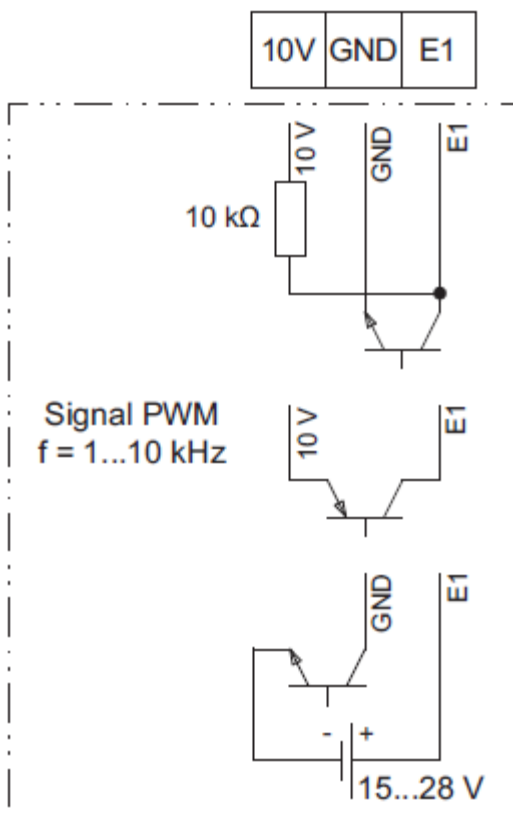 10V GND E1
10 V GND E1
10 kΩ
Signal PWM
f = 1...10 kHz
10 V E1
GND E1
- +
15...28 V